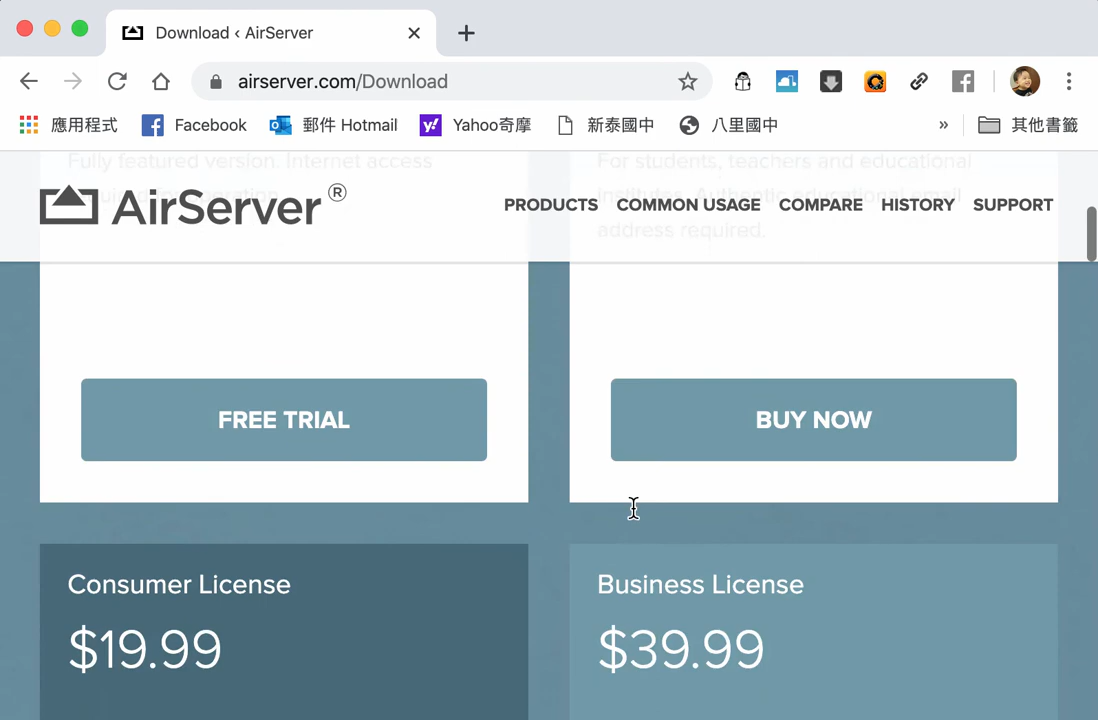 Download ‹ AirServer
airserver.com/Download
應用程式
Facebook
郵件 Hotmail
Yahoo奇摩
新泰國中
八里國中
»
其他書籤
Fully featured version. Internet access
For students, teachers and educational
AirServer®
PRODUCTS
COMMON USAGE
COMPARE
HISTORY
SUPPORT
institutes. Authentic educational email
address required.
FREE TRIAL
BUY NOW
Consumer License
$19.99
Business License
$39.99